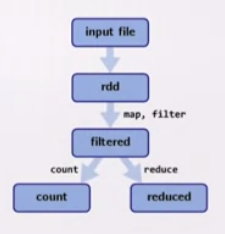 input file
rdd
map, filter
filtered
count
reduce
count
reduced